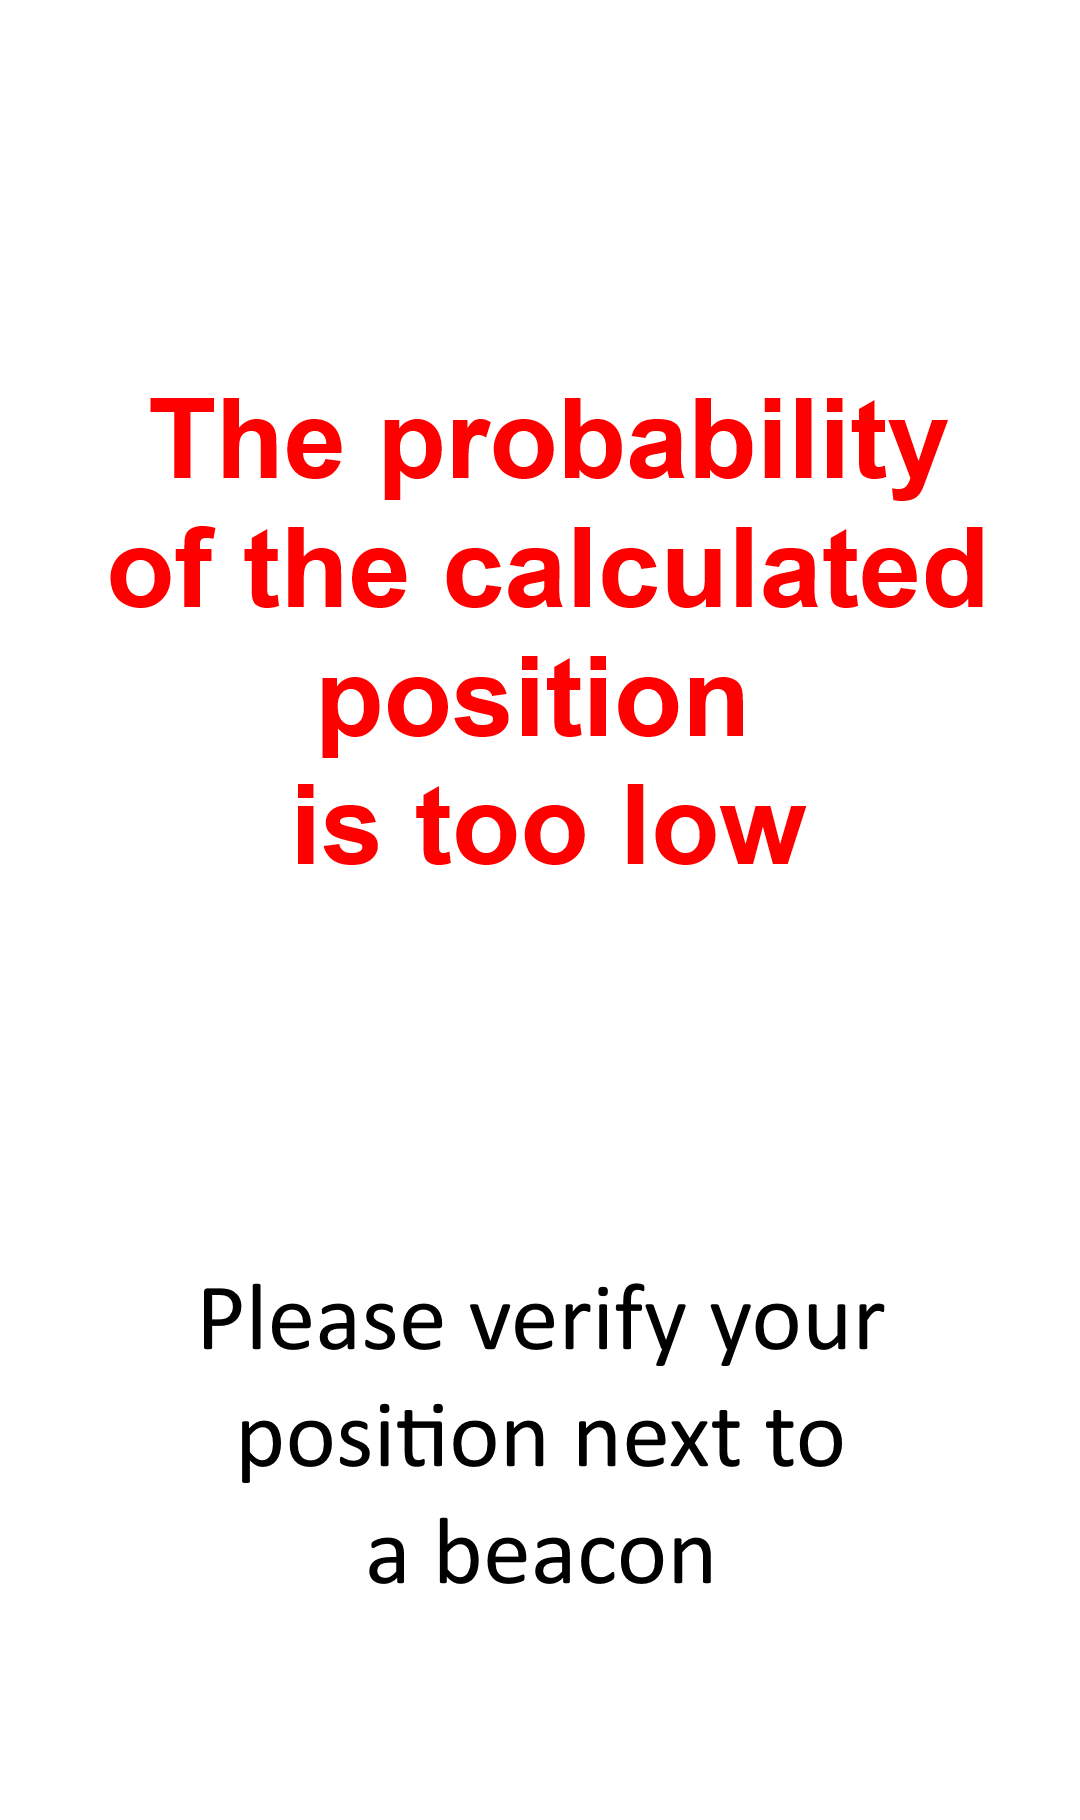 The probability
of the calculated
position
is too low
Please verify your
position next to
a beacon